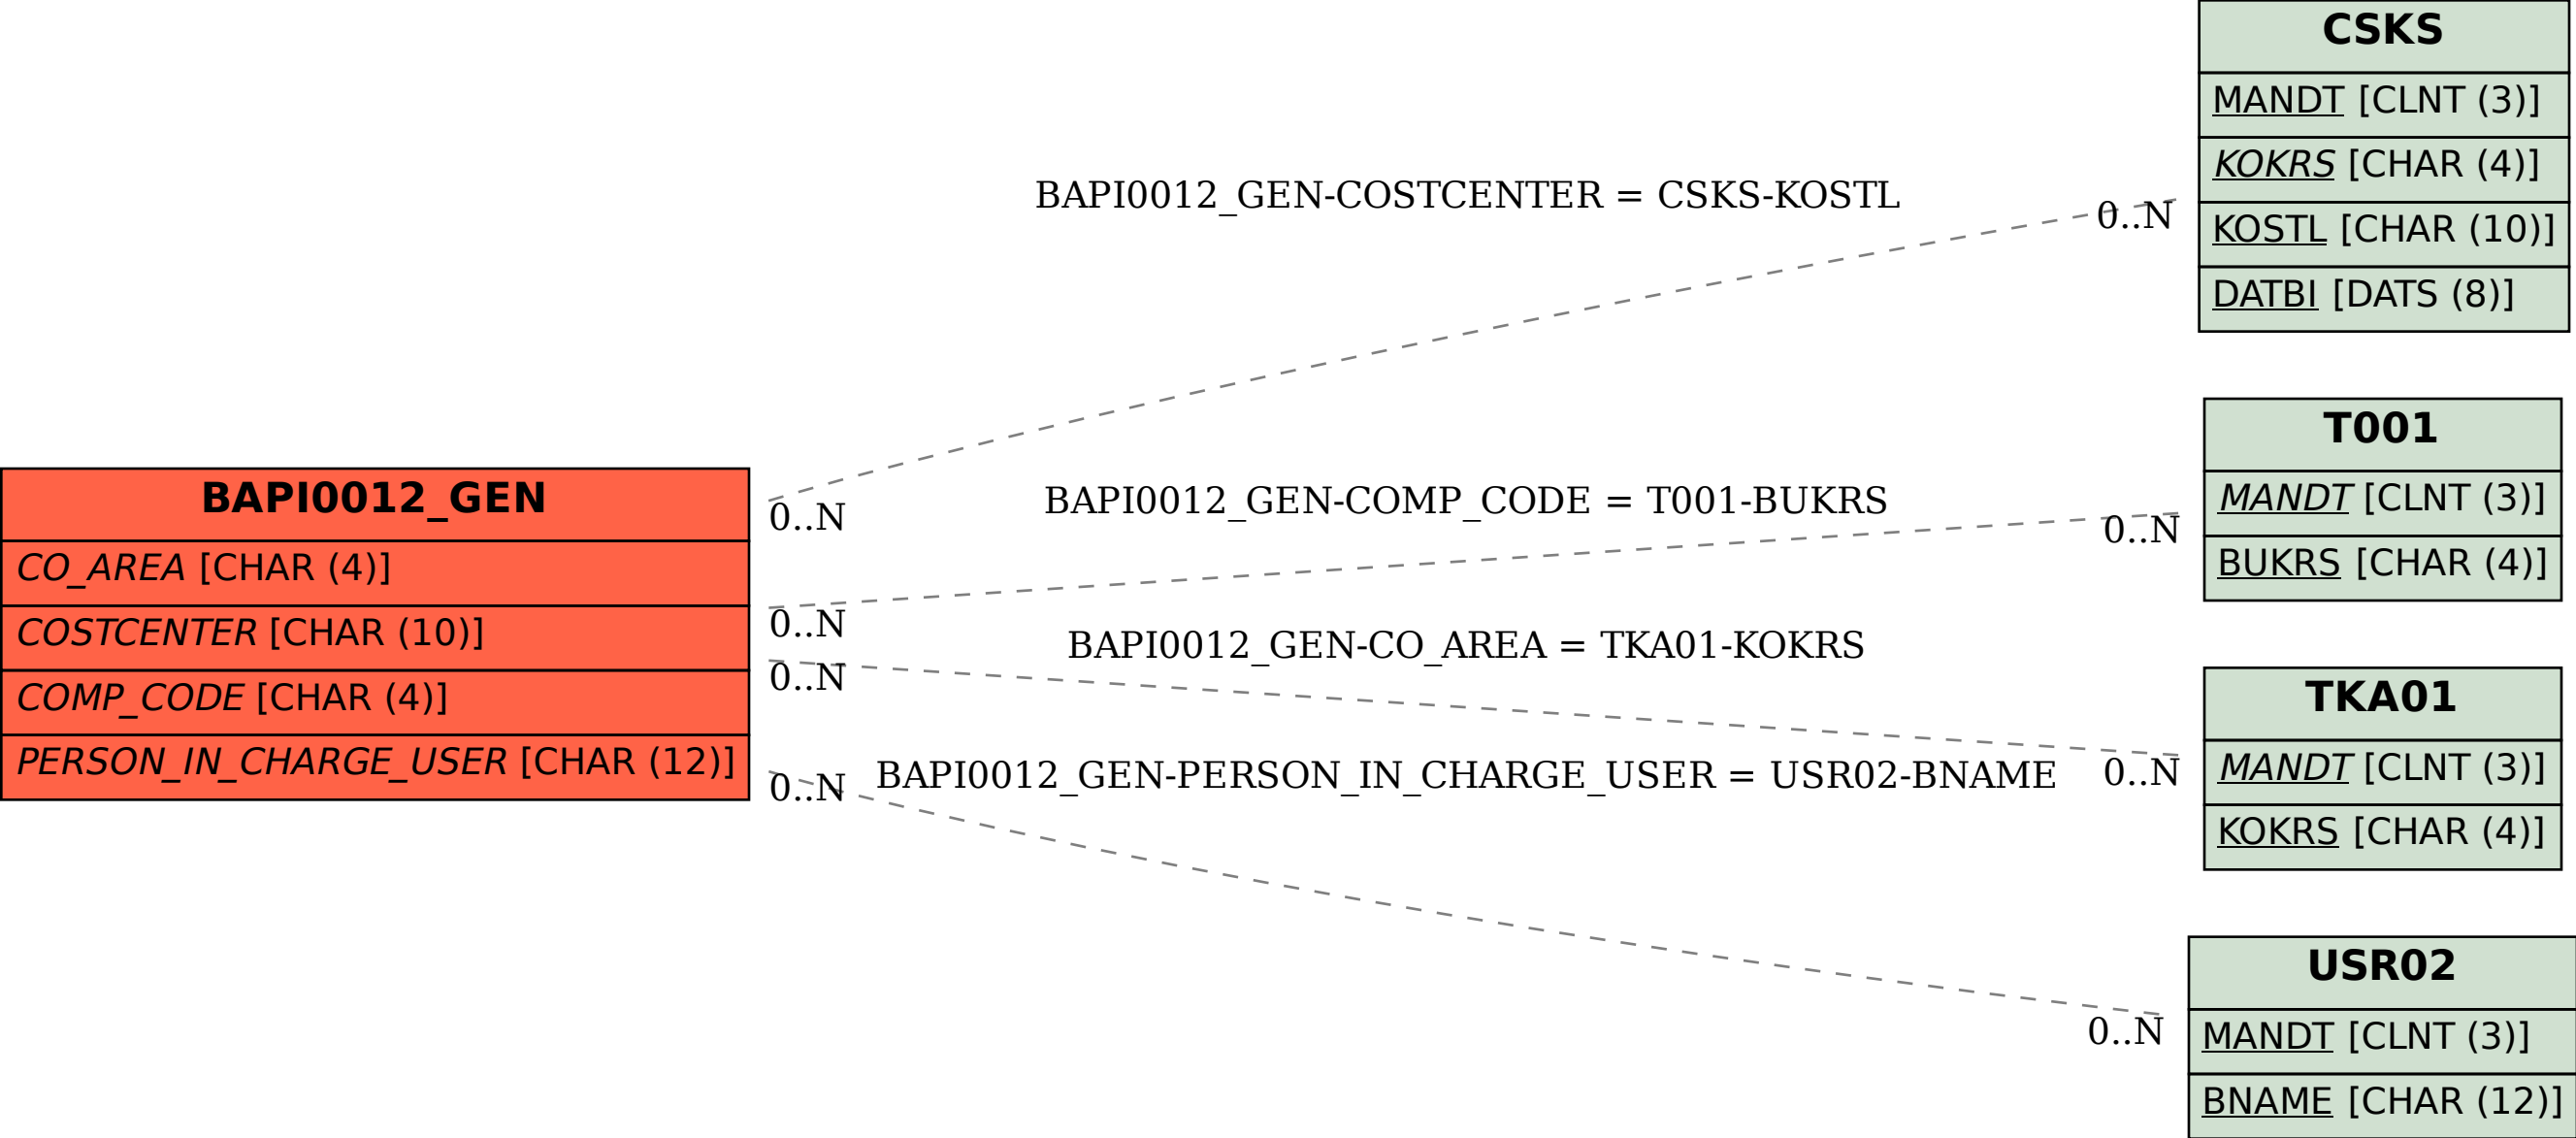 CSKS
MANDT [CLNT (3)]
KOKRS [CHAR (4)]
KOSTL [CHAR (10)]
DATBI [DATS (8)]
BAPI0012_GEN-COSTCENTER = CSKS-KOSTL
0..N
0..N
T001
MANDT [CLNT (3)]
BUKRS [CHAR (4)]
BAPI0012_GEN-COMP_CODE = T001-BUKRS
0..N
0..N
BAPI0012_GEN
CO_AREA [CHAR (4)]
COSTCENTER [CHAR (10)]
COMP_CODE [CHAR (4)]
PERSON_IN_CHARGE_USER [CHAR (12)]
BAPI0012_GEN-CO_AREA = TKA01-KOKRS
0..N
0..N
TKA01
MANDT [CLNT (3)]
KOKRS [CHAR (4)]
BAPI0012_GEN-PERSON_IN_CHARGE_USER = USR02-BNAME
0..N
0..N
USR02
MANDT [CLNT (3)]
BNAME [CHAR (12)]